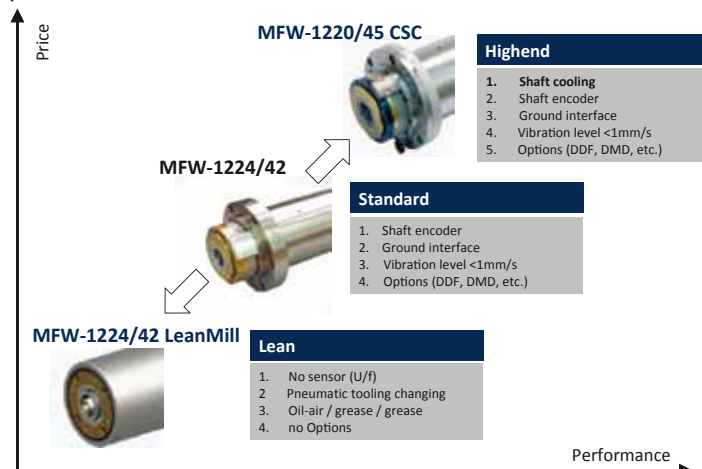 Price
MFW-1220/45 CSC
Highend
1. Shaft cooling
2. Shaft encoder
3. Ground interface
4. Vibration level <1mm/s
5. Options (DDF, DMD, etc.)
MFW-1224/42
Standard
1. Shaft encoder
2. Ground interface
3. Vibration level <1mm/s
4. Options (DDF, DMD, etc.)
MFW-1224/42 LeanMill
Lean
1. No sensor (U/f)
2 Pneumatic tooling changing
3. Oil-air / grease / grease
4. no Options
Performance